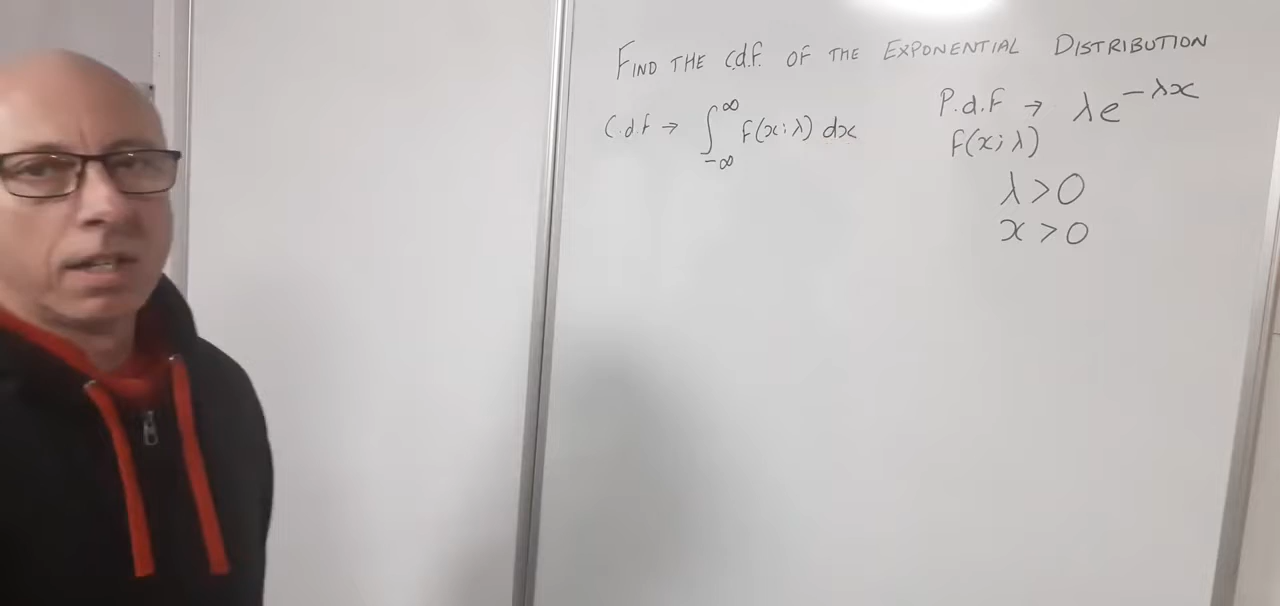 FIND THE C.d.f. OF THE EXPONENTIAL DISTRIBUTION
C.d.f → ∫_{-∞}^{∞} f(x;λ) dx
P.d.F → λe^{-λx}
f(x;λ)
λ>0
x>0